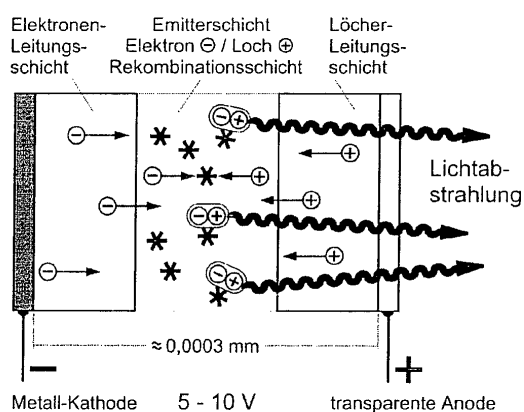 Elektronen-
Leitungs-
schicht
Emitterschicht
Elektron ⊖ / Loch ⊕
Rekombinationsschicht
Löcher-
Leitungs-
schicht
Lichtab-
strahlung
≈ 0,0003 mm
Metall-Kathode
5 - 10 V
transparente Anode